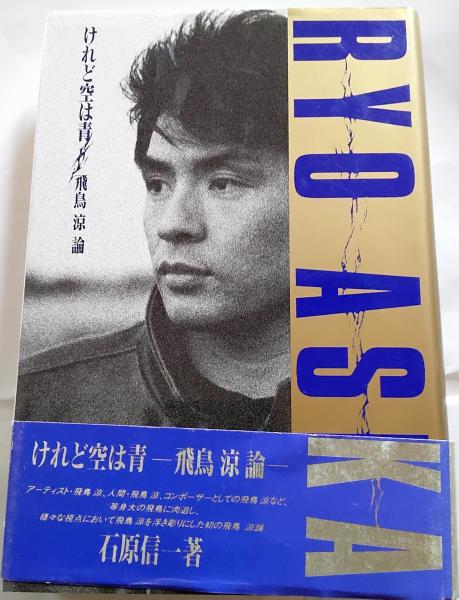 けれど空は青
飛鳥 涼 論
RYO ASKA
けれど空は青 ―飛鳥 涼 論―
アーティスト・飛鳥 涼、人間・飛鳥 涼、コンポーザーとしての飛鳥 涼など、
等身大の飛鳥に肉迫し、
様々な視点において飛鳥 涼を浮き彫りにした初の飛鳥 涼論
石原信一著